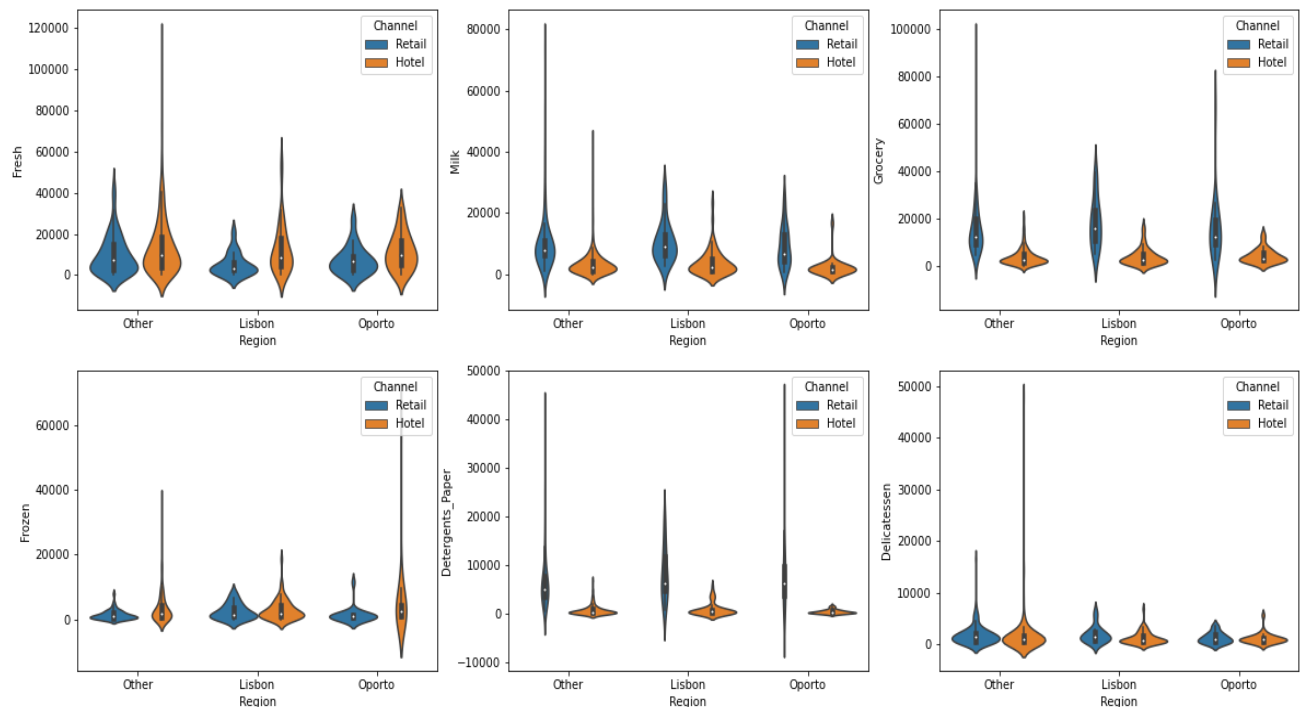 Fresh
120000
100000
80000
60000
40000
20000
0
Channel
Retail
Hotel
Other Lisbon Oporto
Region
Milk
80000
60000
40000
20000
0
Channel
Retail
Hotel
Other Lisbon Oporto
Region
Grocery
100000
80000
60000
40000
20000
0
Channel
Retail
Hotel
Other Lisbon Oporto
Region
Frozen
60000
40000
20000
0
Channel
Retail
Hotel
Other Lisbon Oporto
Region
Detergents_Paper
50000
40000
30000
20000
10000
0
−10000
Channel
Retail
Hotel
Other Lisbon Oporto
Region
Delicatessen
50000
40000
30000
20000
10000
0
Channel
Retail
Hotel
Other Lisbon Oporto
Region